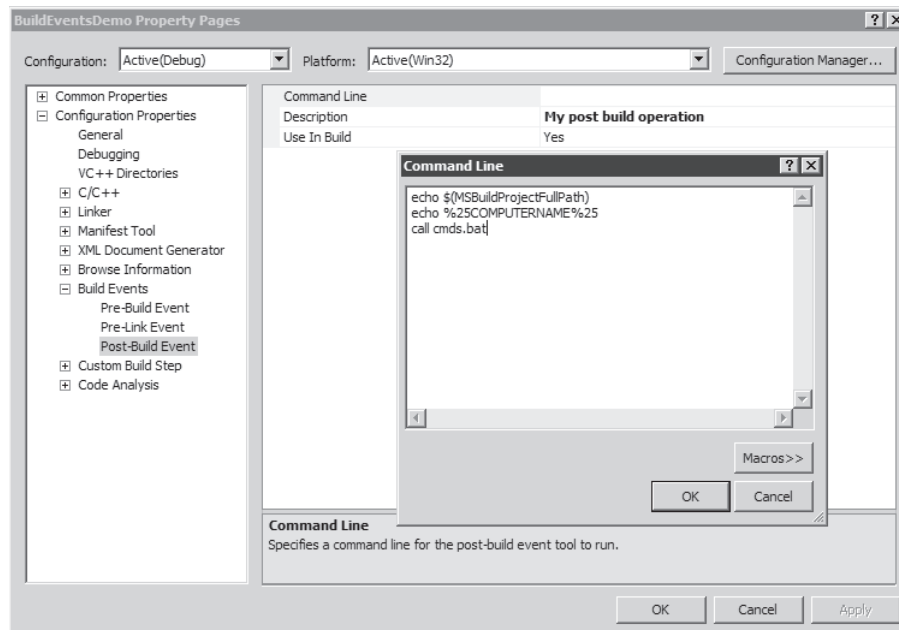 BuildEventsDemo Property Pages
Configuration: Active(Debug) Platform: Active(Win32) Configuration Manager...
Common Properties
Configuration Properties
General
Debugging
VC++ Directories
C/C++
Linker
Manifest Tool
XML Document Generator
Browse Information
Build Events
Pre-Build Event
Pre-Link Event
Post-Build Event
Custom Build Step
Code Analysis
Command Line
Description My post build operation
Use In Build Yes
Command Line
echo $(MSBuildProjectFullPath)
echo %25COMPUTERNAME%25
call cmds.bat
Macros>>
OK Cancel
Command Line
Specifies a command line for the post-build event tool to run.
OK Cancel Apply